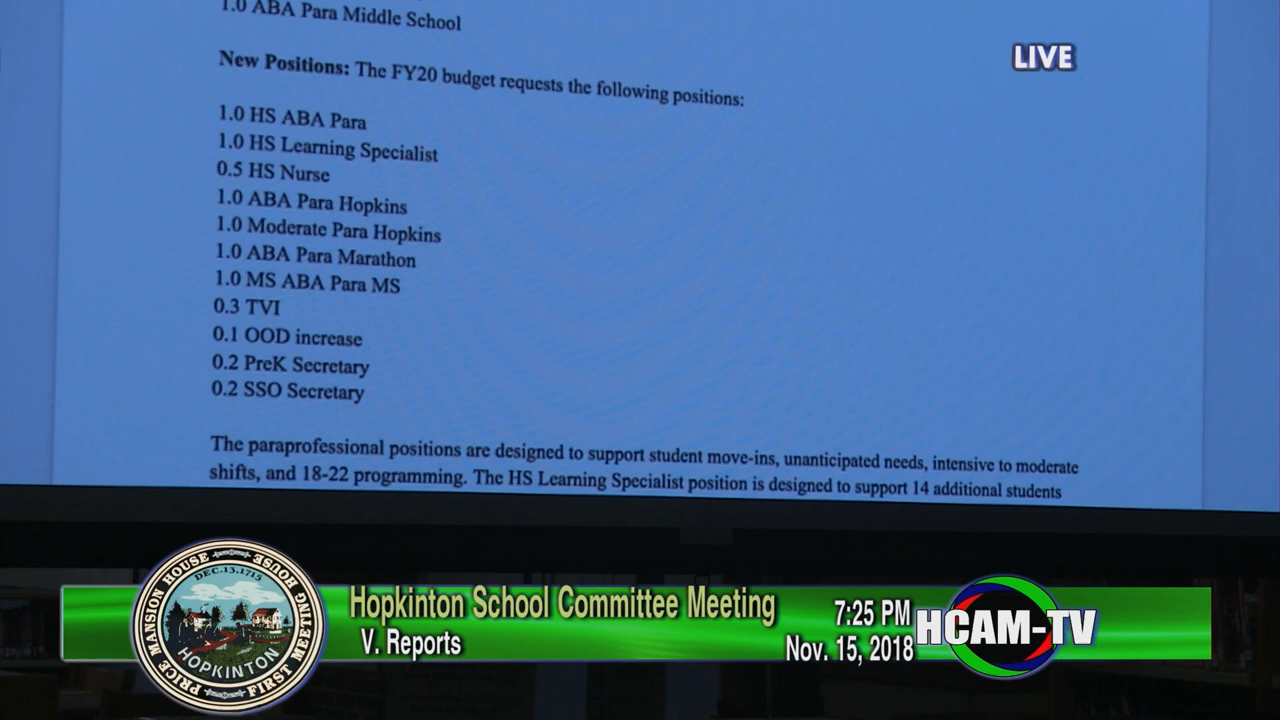 1.0 ABA Para Middle School
LIVE
New Positions: The FY20 budget requests the following positions:
1.0 HS ABA Para
1.0 HS Learning Specialist
0.5 HS Nurse
1.0 ABA Para Hopkins
1.0 Moderate Para Hopkins
1.0 ABA Para Marathon
1.0 MS ABA Para MS
0.3 TVI
0.1 OOD increase
0.2 PreK Secretary
0.2 SSO Secretary
The paraprofessional positions are designed to support student move-ins, unanticipated needs, intensive to moderate
shifts, and 18-22 programming. The HS Learning Specialist position is designed to support 14 additional students
PRICE MANSION HOUSE
HOUSE FIRST MEETING
DEC.13.1715
HOPKINTON
Hopkinton School Committee Meeting
V. Reports
7:25 PM
Nov. 15, 2018
HCAM-TV